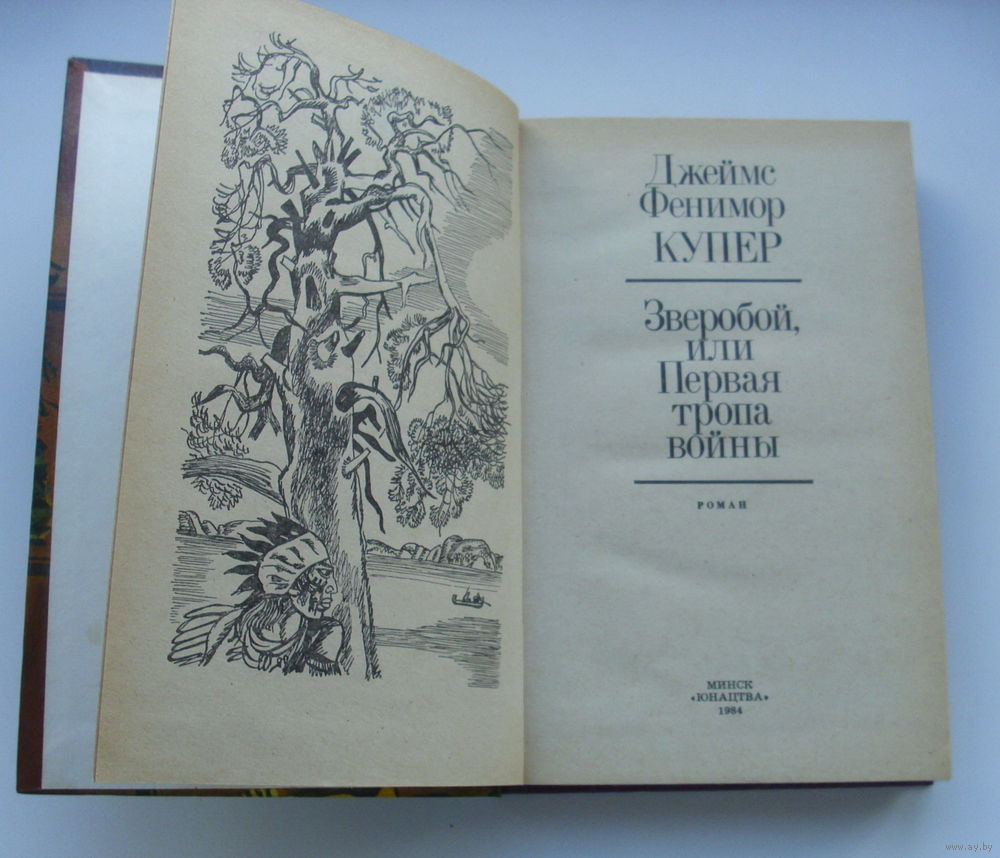 Джеймс
Фенимор
КУПЕР
Зверобой,
или
Первая
тропа
войны
РОМАН
МИНСК
«ЮНАЦТВА»
1984
www.ay.by